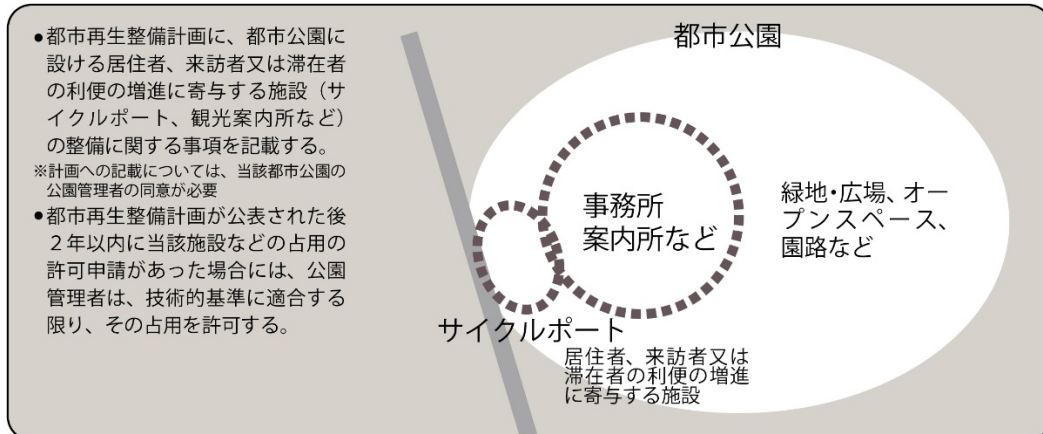 ●都市再生整備計画に、都市公園に
設ける居住者、来訪者又は滞在者
の利便の増進に寄与する施設（サ
イクルポート、観光案内所など）
の整備に関する事項を記載する。
※計画への記載については、当該都市公園の
公園管理者の同意が必要
●都市再生整備計画が公表された後
２年以内に当該施設などの占用の
許可申請があった場合には、公園
管理者は、技術的基準に適合する
限り、その占用を許可する。
都市公園
事務所
案内所など
緑地・広場、オー
プンスペース、
園路など
サイクルポート
居住者、来訪者又は
滞在者の利便の増進
に寄与する施設